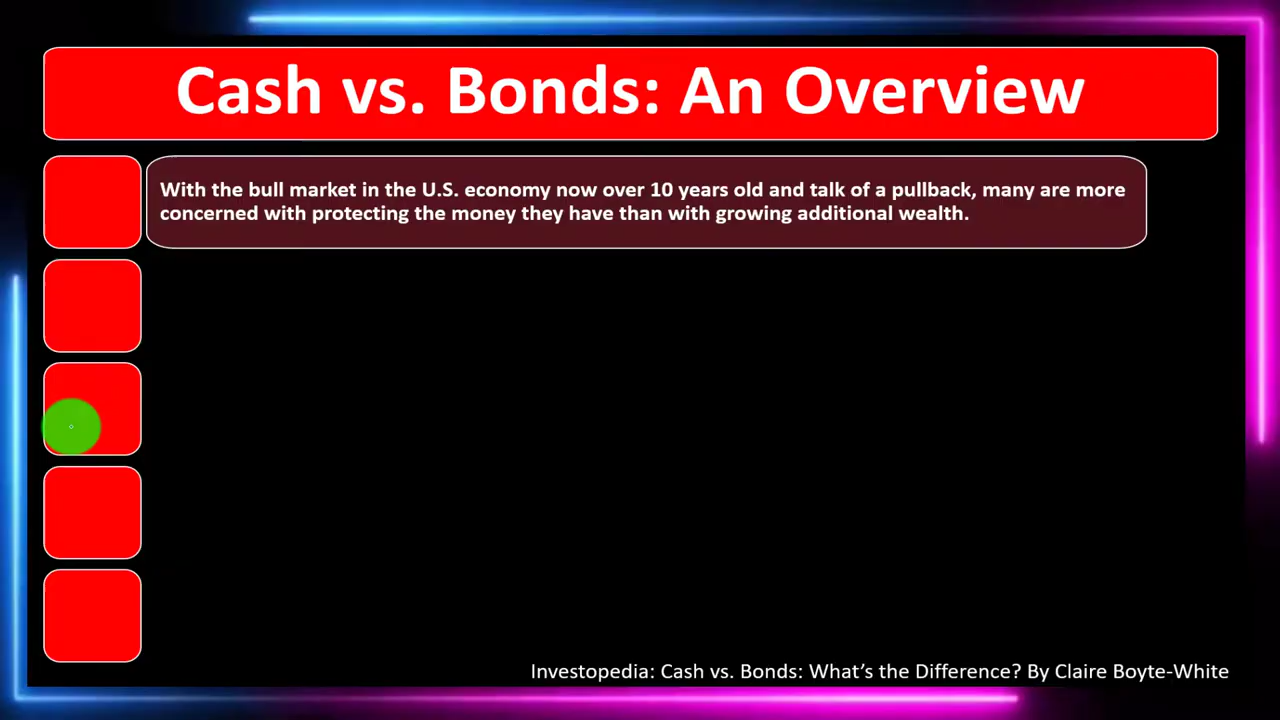 Cash vs. Bonds: An Overview
With the bull market in the U.S. economy now over 10 years old and talk of a pullback, many are more
concerned with protecting the money they have than with growing additional wealth.
Investopedia: Cash vs. Bonds: What’s the Difference? By Claire Boyte-White